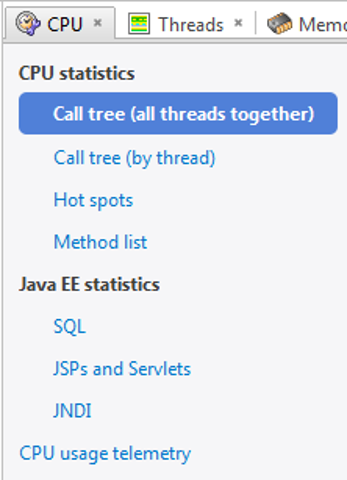 CPU Threads
CPU statistics
Call tree (all threads together)
Call tree (by thread)
Hot spots
Method list
Java EE statistics
SQL
JSPs and Servlets
JNDI
CPU usage telemetry